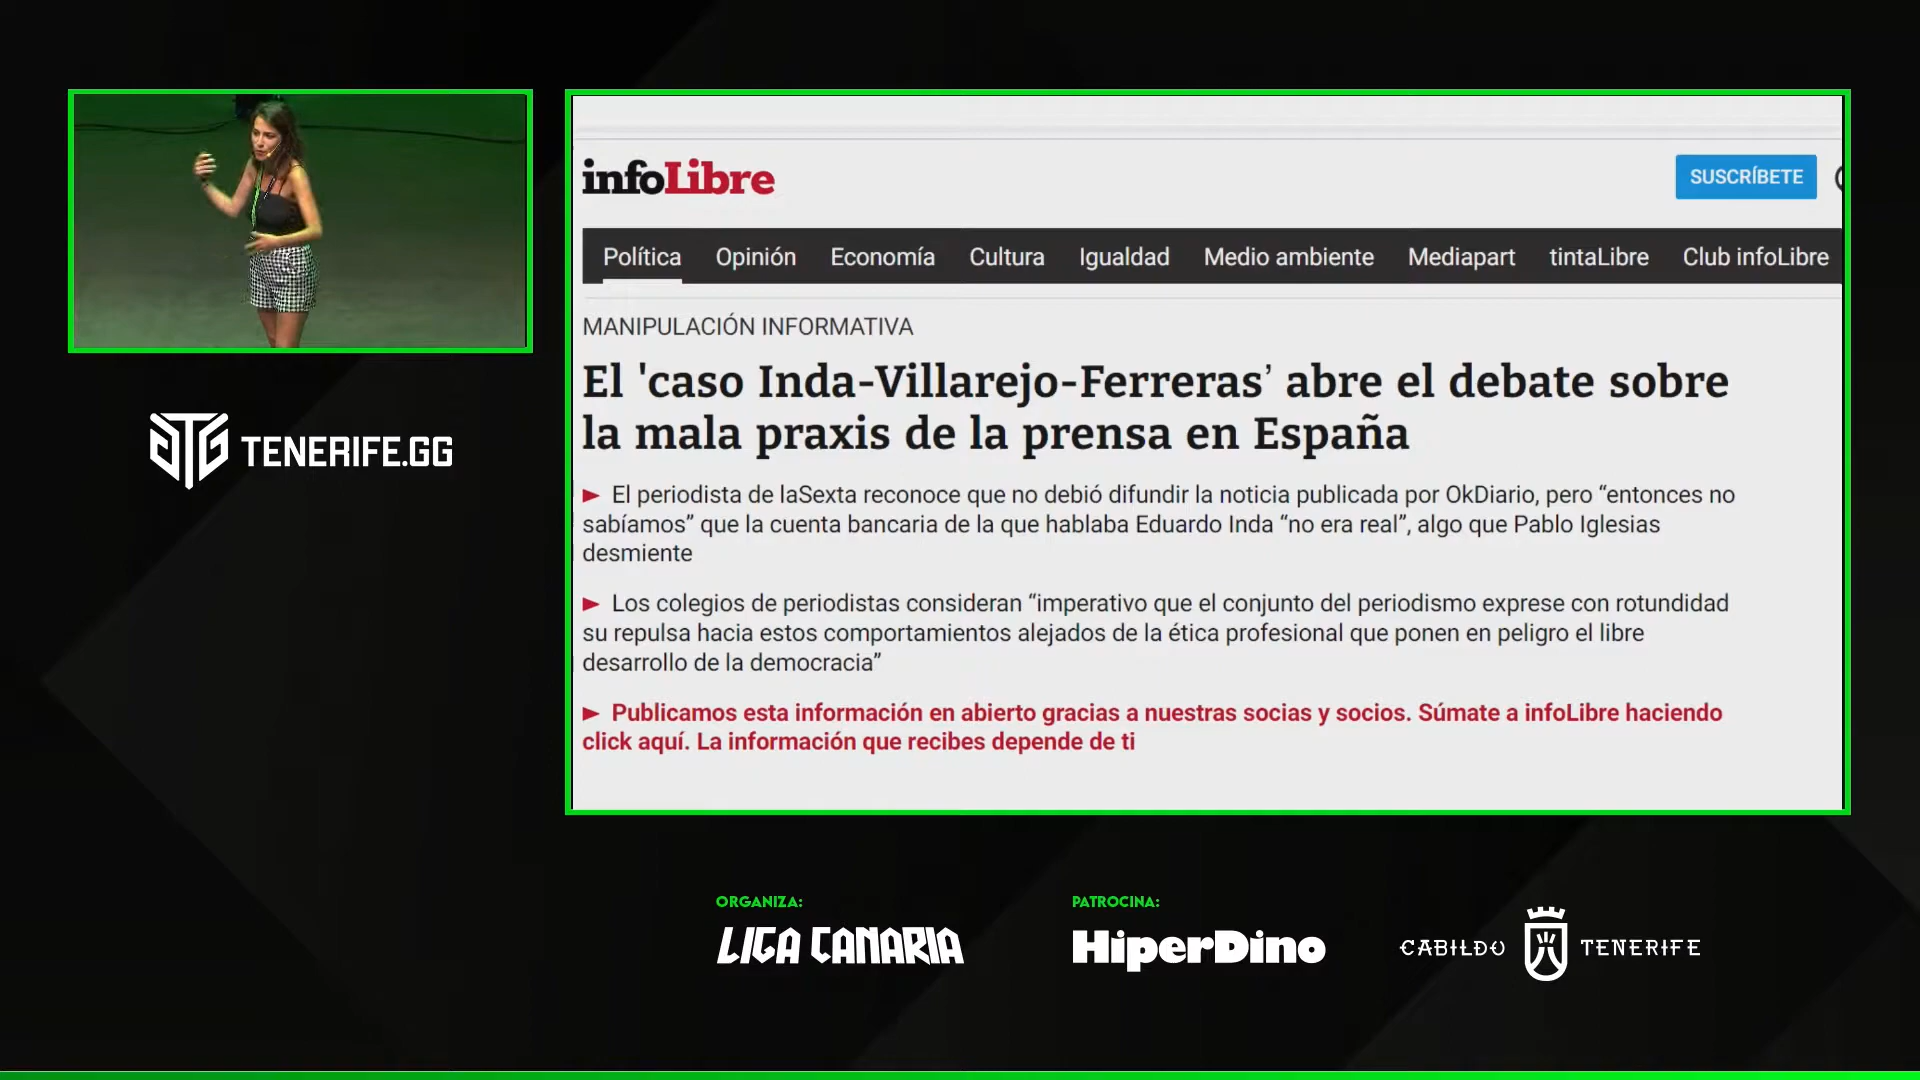 infoLibre
SUSCRÍBETE
Política Opinión Economía Cultura Igualdad Medio ambiente Mediapart tintaLibre Club infoLibre
MANIPULACIÓN INFORMATIVA
El 'caso Inda-Villarejo-Ferreras’ abre el debate sobre
la mala praxis de la prensa en España
► El periodista de laSexta reconoce que no debió difundir la noticia publicada por OkDiario, pero “entonces no
sabíamos” que la cuenta bancaria de la que hablaba Eduardo Inda “no era real”, algo que Pablo Iglesias
desmiente
► Los colegios de periodistas consideran “imperativo que el conjunto del periodismo exprese con rotundidad
su repulsa hacia estos comportamientos alejados de la ética profesional que ponen en peligro el libre
desarrollo de la democracia”
► Publicamos esta información en abierto gracias a nuestras socias y socios. Súmate a infoLibre haciendo
click aquí. La información que recibes depende de ti
TENERIFE.GG
ORGANIZA:
LIGA CANARIA
PATROCINA:
HiperDino
CABILDO TENERIFE